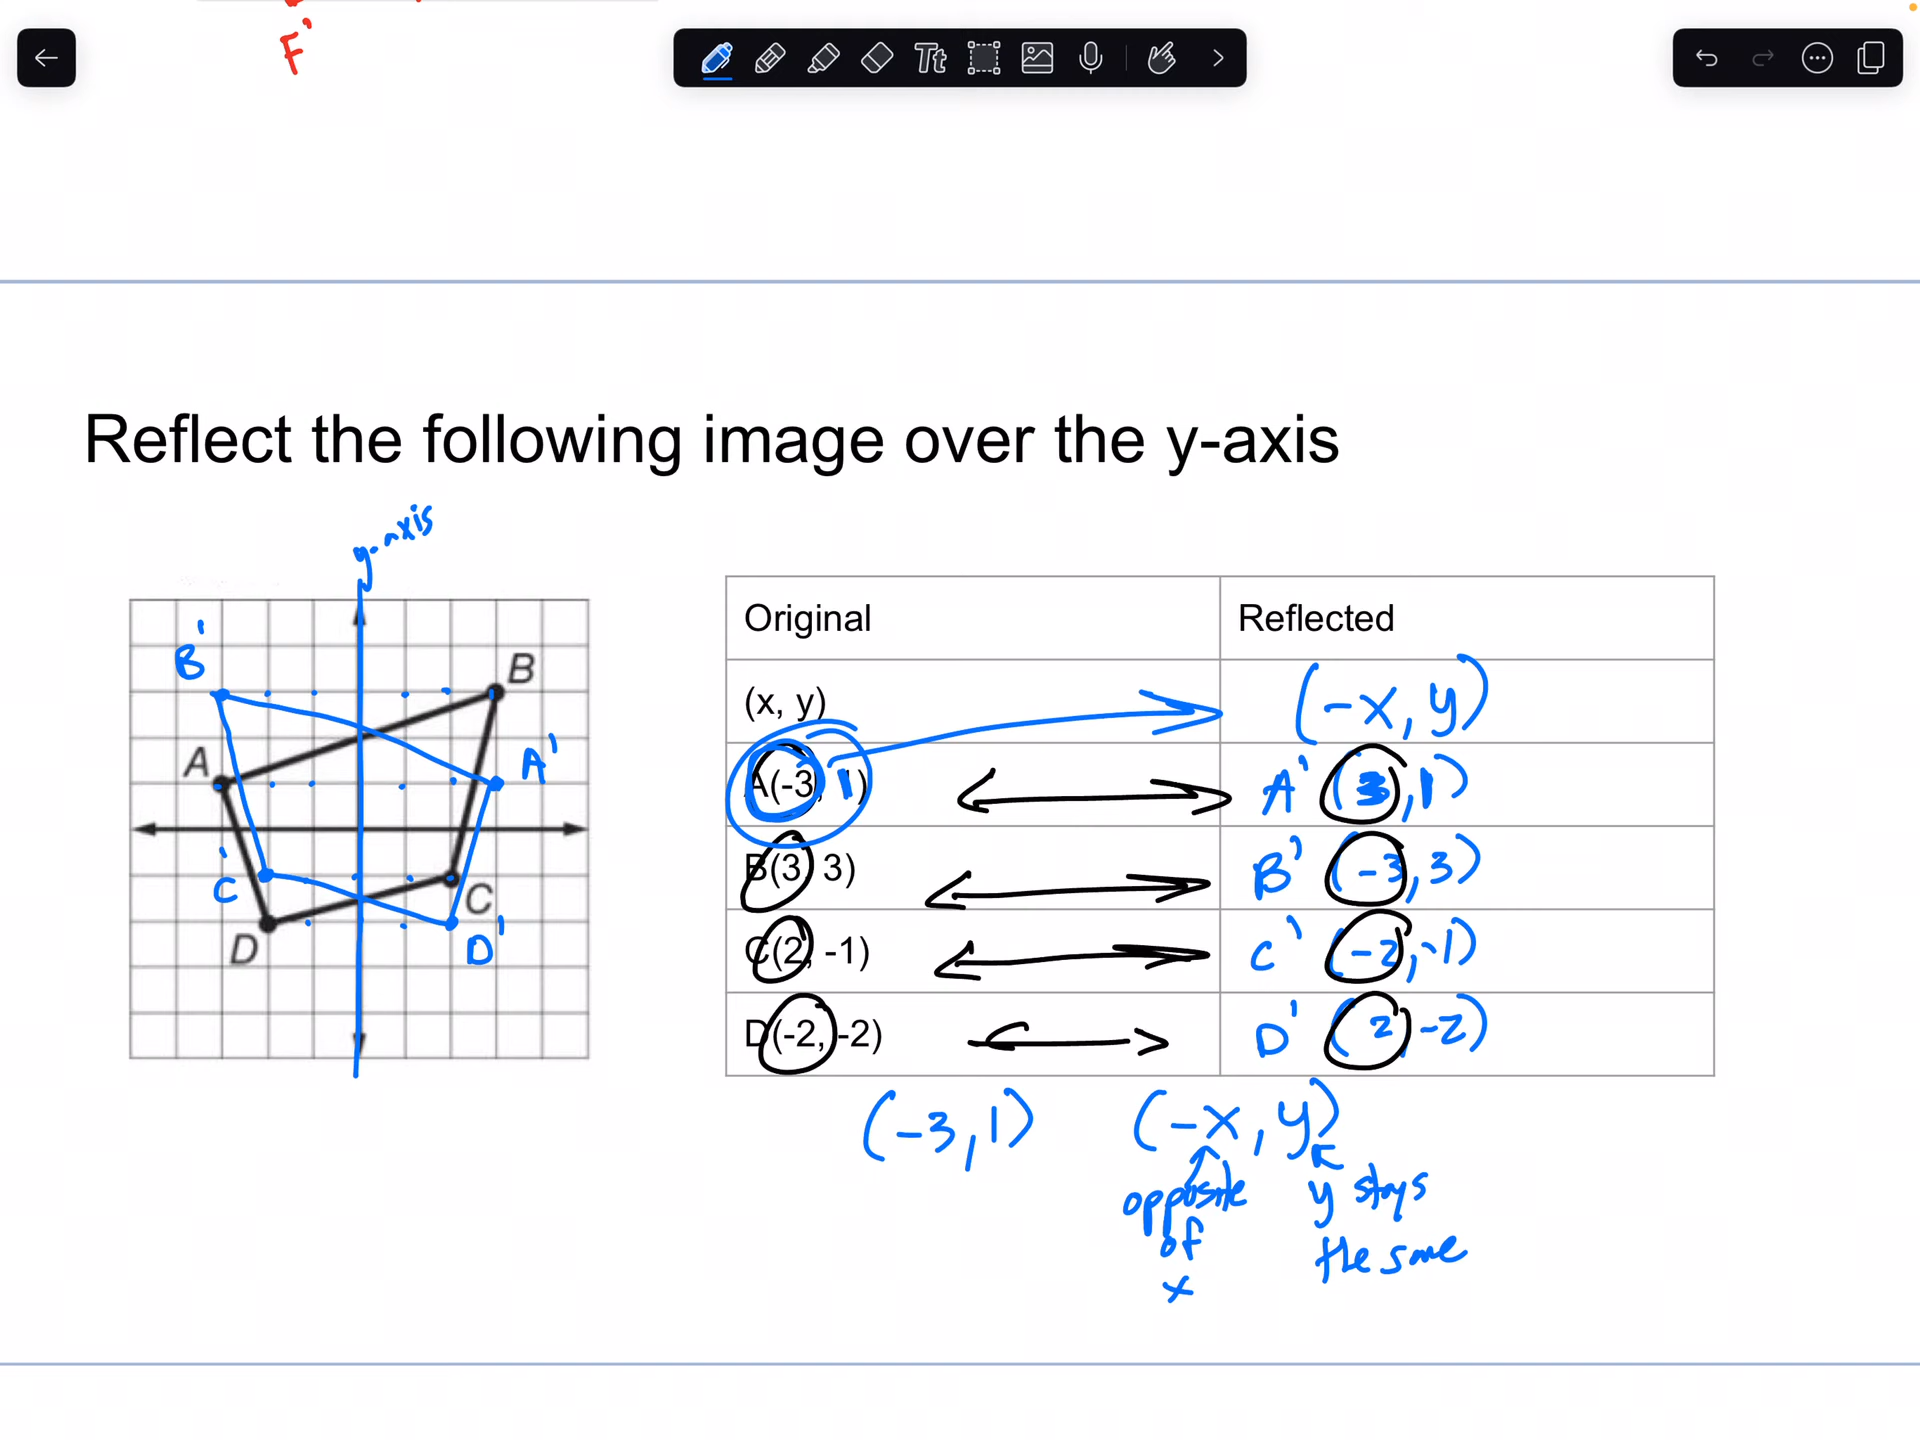 F'
Tt
Reflect the following image over the y-axis
y-axis
B'
B
A
A'
C'
C
D
D'
Original Reflected
(x, y) (-x, y)
A(-3, 1) A' (3, 1)
B(3, 3) B' (-3, 3)
C(2, -1) C' (-2, -1)
D(-2, -2) D' (2, -2)
(-3, 1) (-x, y)
opposite y stays
of the same
x